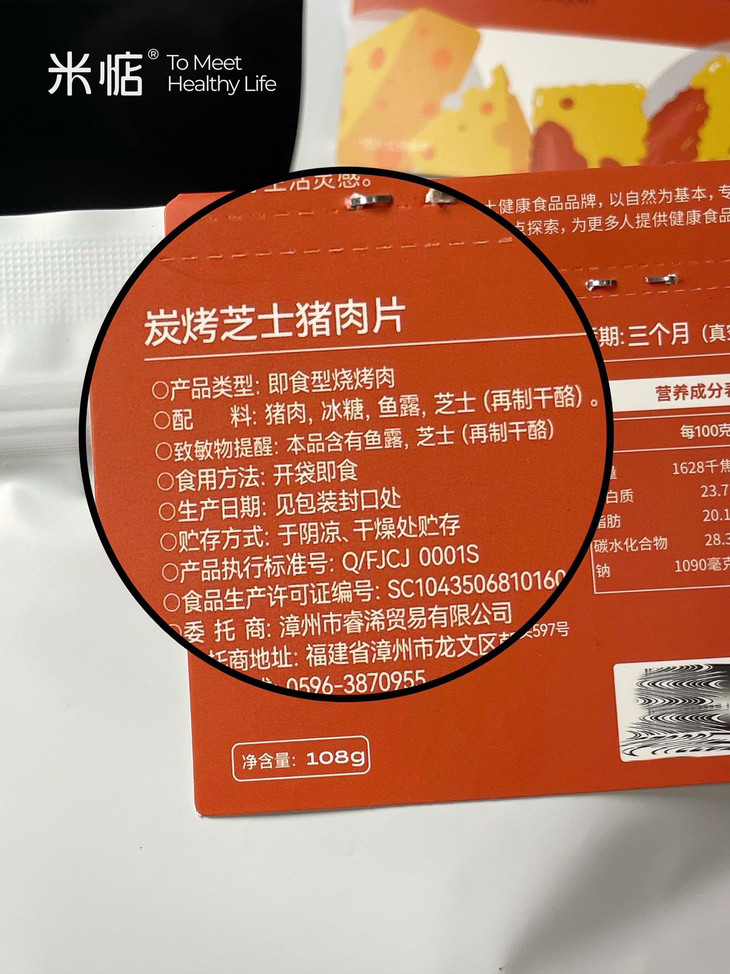 米惦®
To Meet
Healthy Life
生活灵感。
健康食品品牌，以自然为基本，专
点探索，为更多人提供健康食品
炭烤芝士猪肉片
期：三个月（真空
○产品类型：即食型烧烤肉
○配　　料：猪肉，冰糖，鱼露，芝士（再制干酪）。
○致敏物提醒：本品含有鱼露，芝士（再制干酪）
○食用方法：开袋即食
○生产日期：见包装封口处
○贮存方式：于阴凉、干燥处贮存
○产品执行标准号：Q/FJCJ 0001S
○食品生产许可证编号：SC1043506810160
○委 托 商：漳州市睿浠贸易有限公司
托商地址：福建省漳州市龙文区
597号
0596-3870955
营养成分表
每100克
1628千焦
白质 23.7
脂肪 20.1
碳水化合物 28.3
钠 1090毫克
净含量：108g